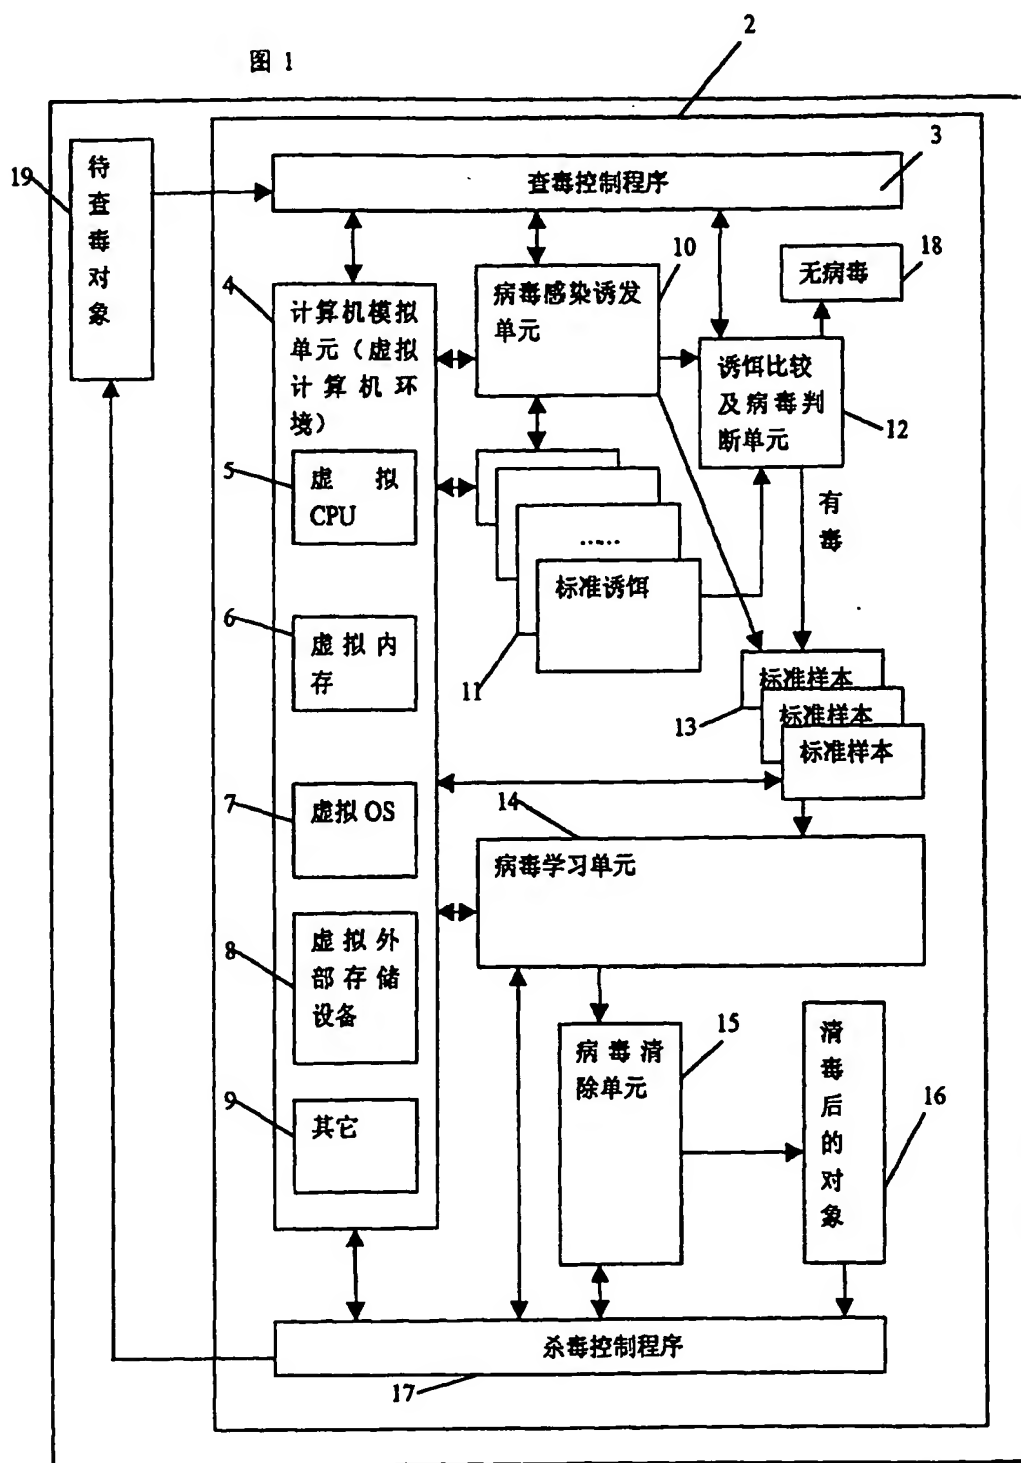 图 1
2
19
待
查
毒
对
象
3
查毒控制程序
4
计算机模拟
单元(虚拟
计算机环
境)
10
病毒感染诱发
单元
18
无病毒
诱饵比较
及病毒判
断单元
12
5
虚拟
CPU
有
毒
……
标准诱饵
11
6
虚拟内
存
标准样本
13
标准样本
标准样本
7
虚拟OS
14
病毒学习单元
8
虚拟外
部存储
设备
15
病毒清
除单元
清
毒
后
的
对
象
16
9
其它
杀毒控制程序
17